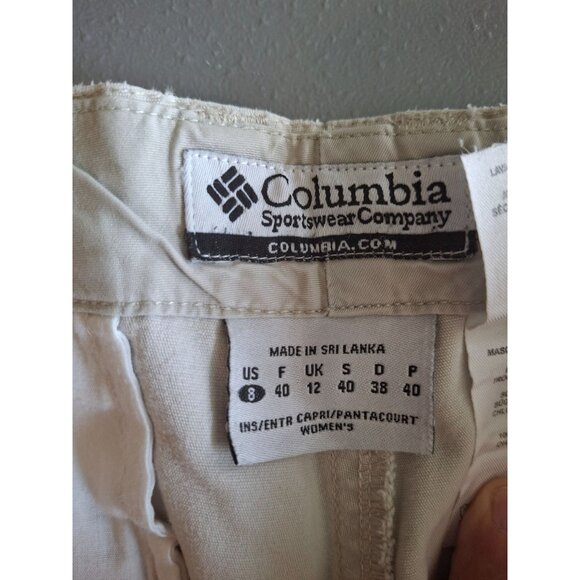 Columbia
Sportswear Company
COLUMBIA.COM
MADE IN SRI LANKA
US F UK S D P
8 40 12 40 38 40
INS/ENTR CAPRI/PANTACOURT
WOMEN'S